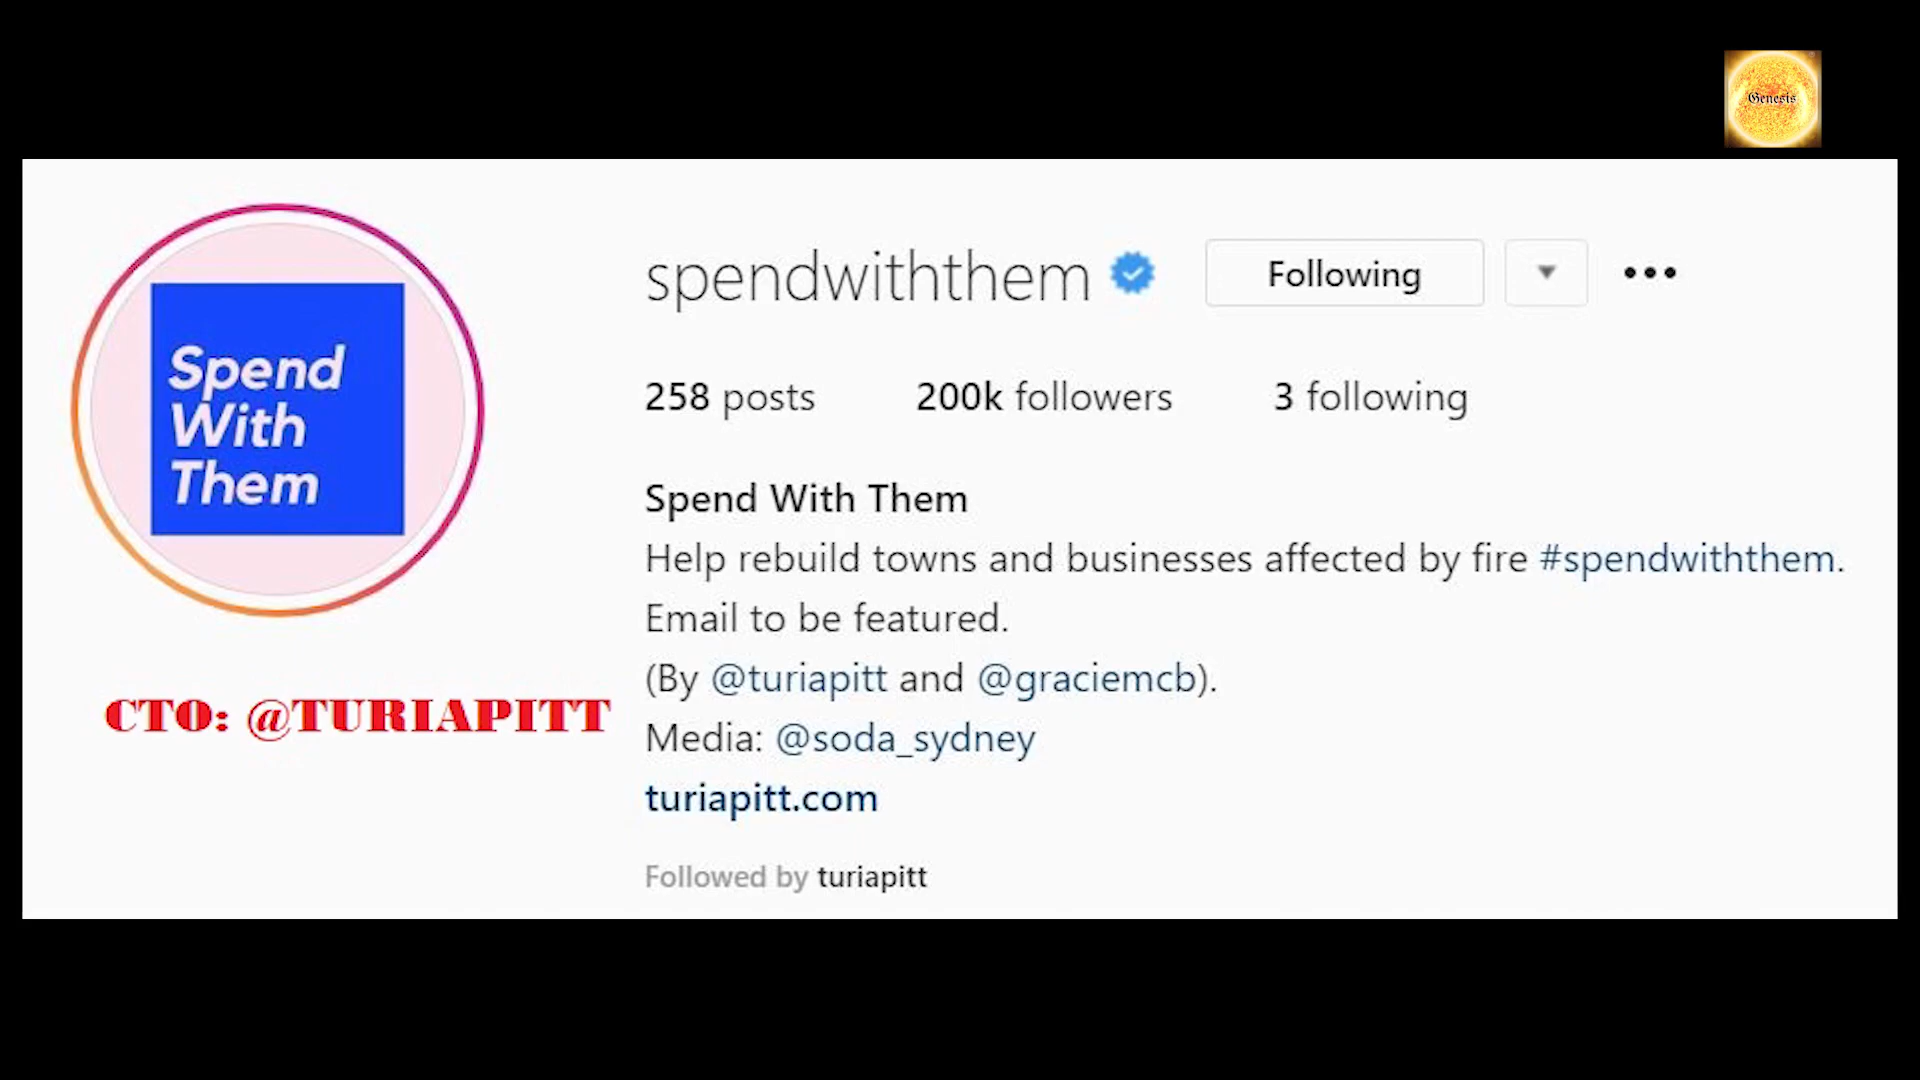 Genesis
spendwiththem Following
258 posts 200k followers 3 following
Spend
With
Them
Spend With Them
Help rebuild towns and businesses affected by fire #spendwiththem.
Email to be featured.
(By @turiapitt and @graciemcb).
CTO: @TURIAPITT
Media: @soda_sydney
turiapitt.com
Followed by turiapitt